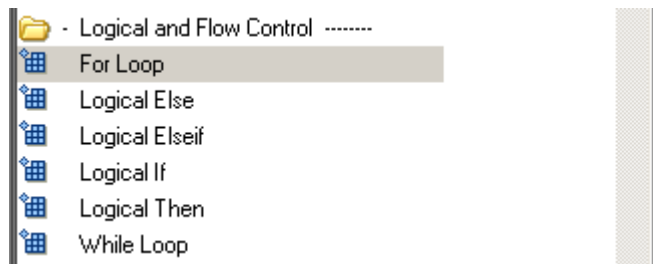 - Logical and Flow Control --------
For Loop
Logical Else
Logical Elseif
Logical If
Logical Then
While Loop